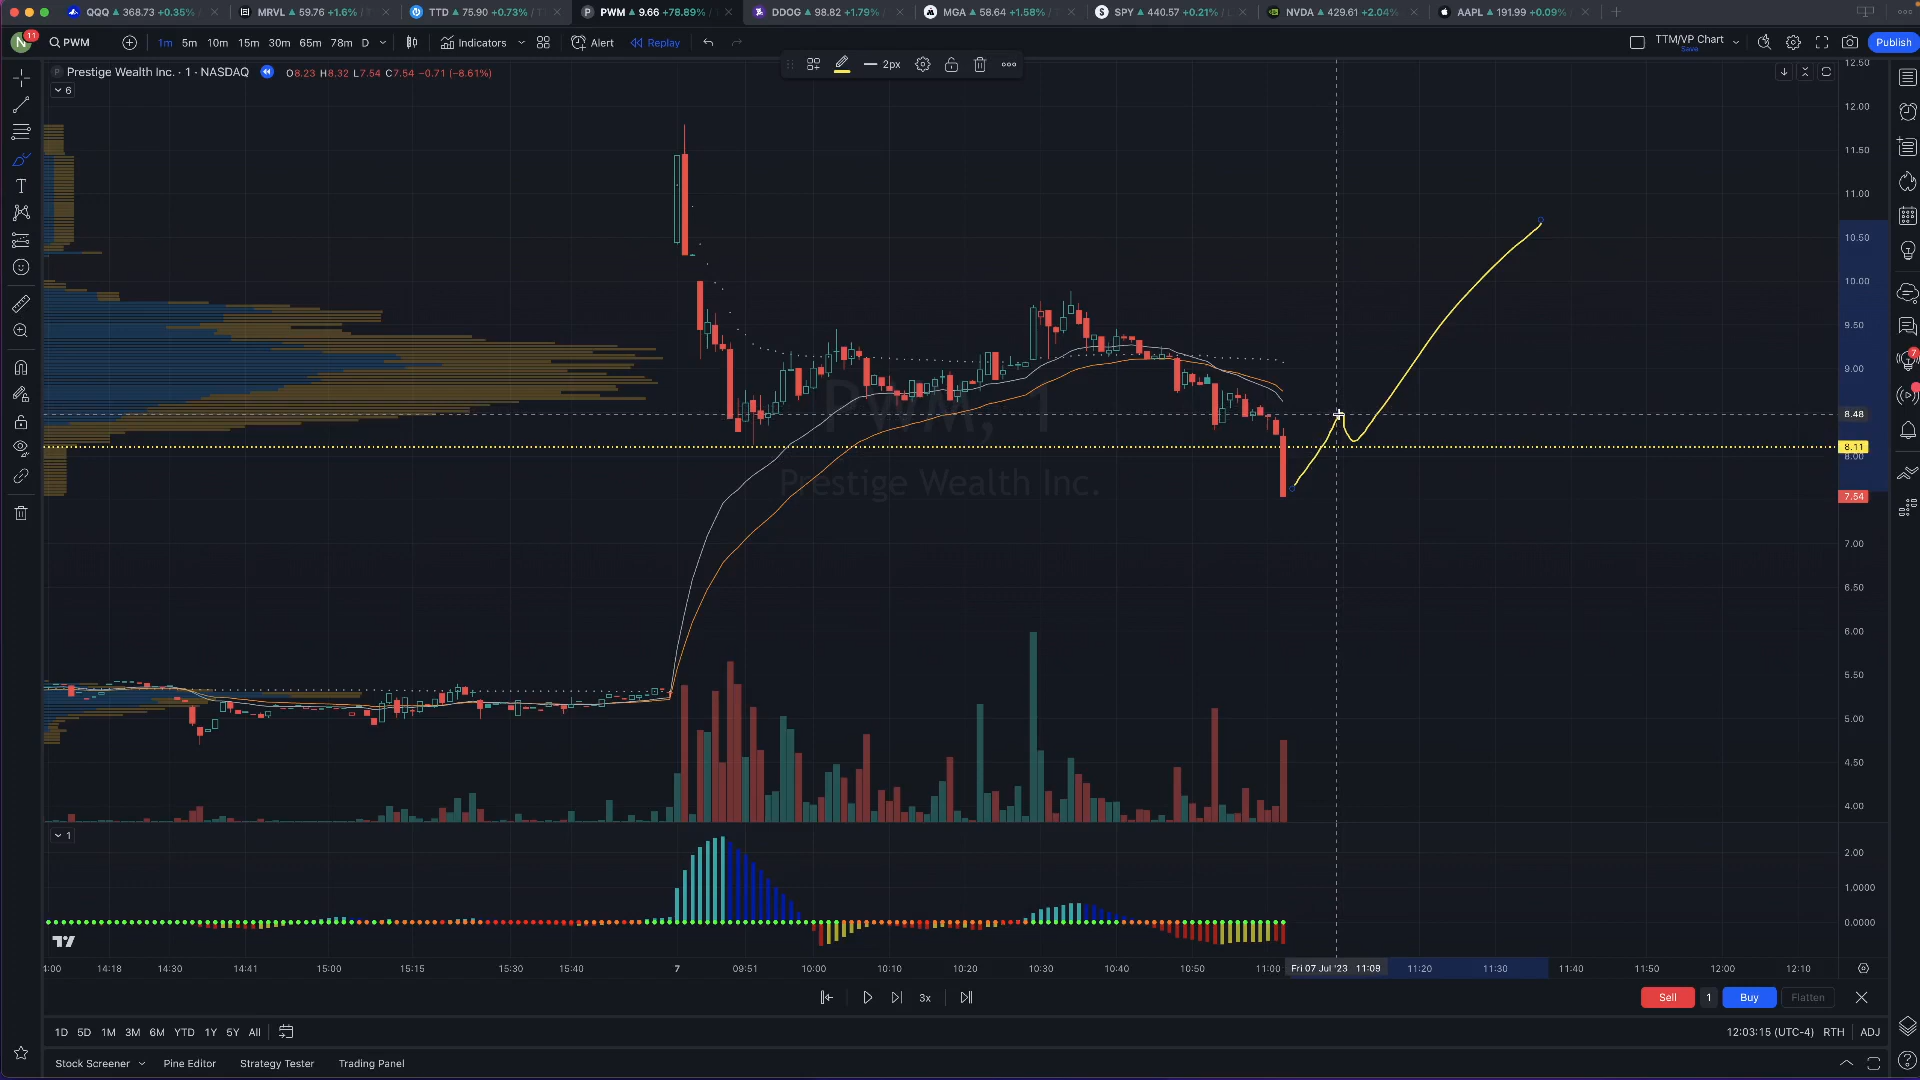 QQQ ▲ 368.73 +0.35%
MRVL ▲ 59.76 +1.6%
TTD ▲ 75.90 +0.73%
PWM ▲ 9.66 +78.89%
DDOG ▲ 98.82 +1.79%
MGA ▲ 58.64 +1.58%
SPY ▲ 440.57 +0.21%
NVDA ▲ 429.61 +2.04%
AAPL ▲ 191.99 +0.09%
N 11 PWM 1m 5m 10m 15m 30m 65m 78m D Indicators Alert Replay TTM/VP Chart Save Publish
2px
Prestige Wealth Inc. · 1 · NASDAQ O8.23 H8.32 L7.54 C7.54 −0.71 (−8.61%)
6
12.50
12.00
11.50
11.00
10.50
10.00
9.50
9.00
8.48
8.11
8.00
7.54
7.00
6.50
6.00
5.50
5.00
4.50
4.00
PWM, 1
Prestige Wealth Inc.
7
1
2.00
1.0000
0.0000
14:18 14:30 14:41 15:00 15:15 15:30 15:40 7 09:51 10:00 10:10 10:20 10:30 10:40 10:50 11:00 Fri 07 Jul '23 11:09 11:20 11:30 11:40 11:50 12:00 12:10
3x Sell 1 Buy Flatten
1D 5D 1M 3M 6M YTD 1Y 5Y All 12:03:15 (UTC-4) RTH ADJ
Stock Screener Pine Editor Strategy Tester Trading Panel